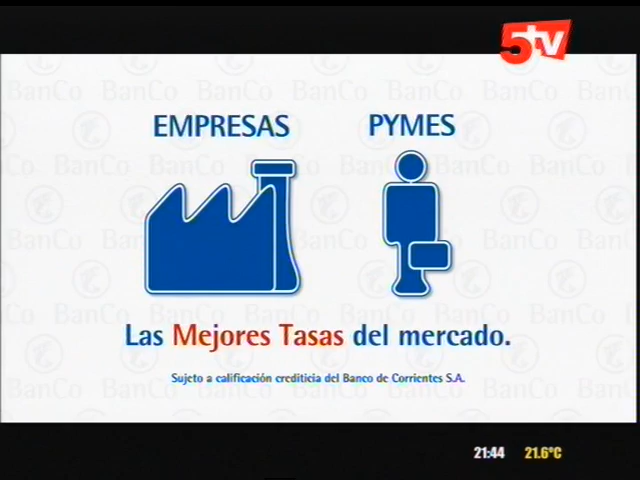 5tv
EMPRESAS PYMES
Las Mejores Tasas del mercado.
Sujeto a calificación crediticia del Banco de Corrientes S.A.
21:44 21.6°C
BanCo